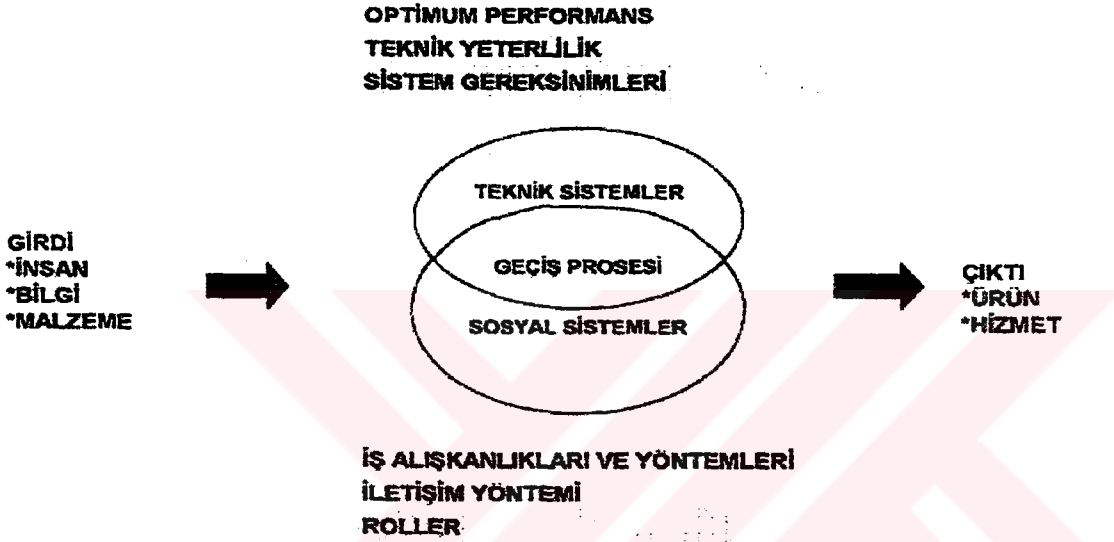 OPTİMUM PERFORMANS
TEKNİK YETERLİLİK
SİSTEM GEREKSİNİMLERİ
TEKNİK SİSTEMLER
GEÇİŞ PROSESİ
SOSYAL SİSTEMLER
GİRDİ
*İNSAN
*BİLGİ
*MALZEME
ÇIKTI
*ÜRÜN
*HİZMET
İŞ ALIŞKANLIKLARI VE YÖNTEMLERİ
İLETİŞİM YÖNTEMİ
ROLLER